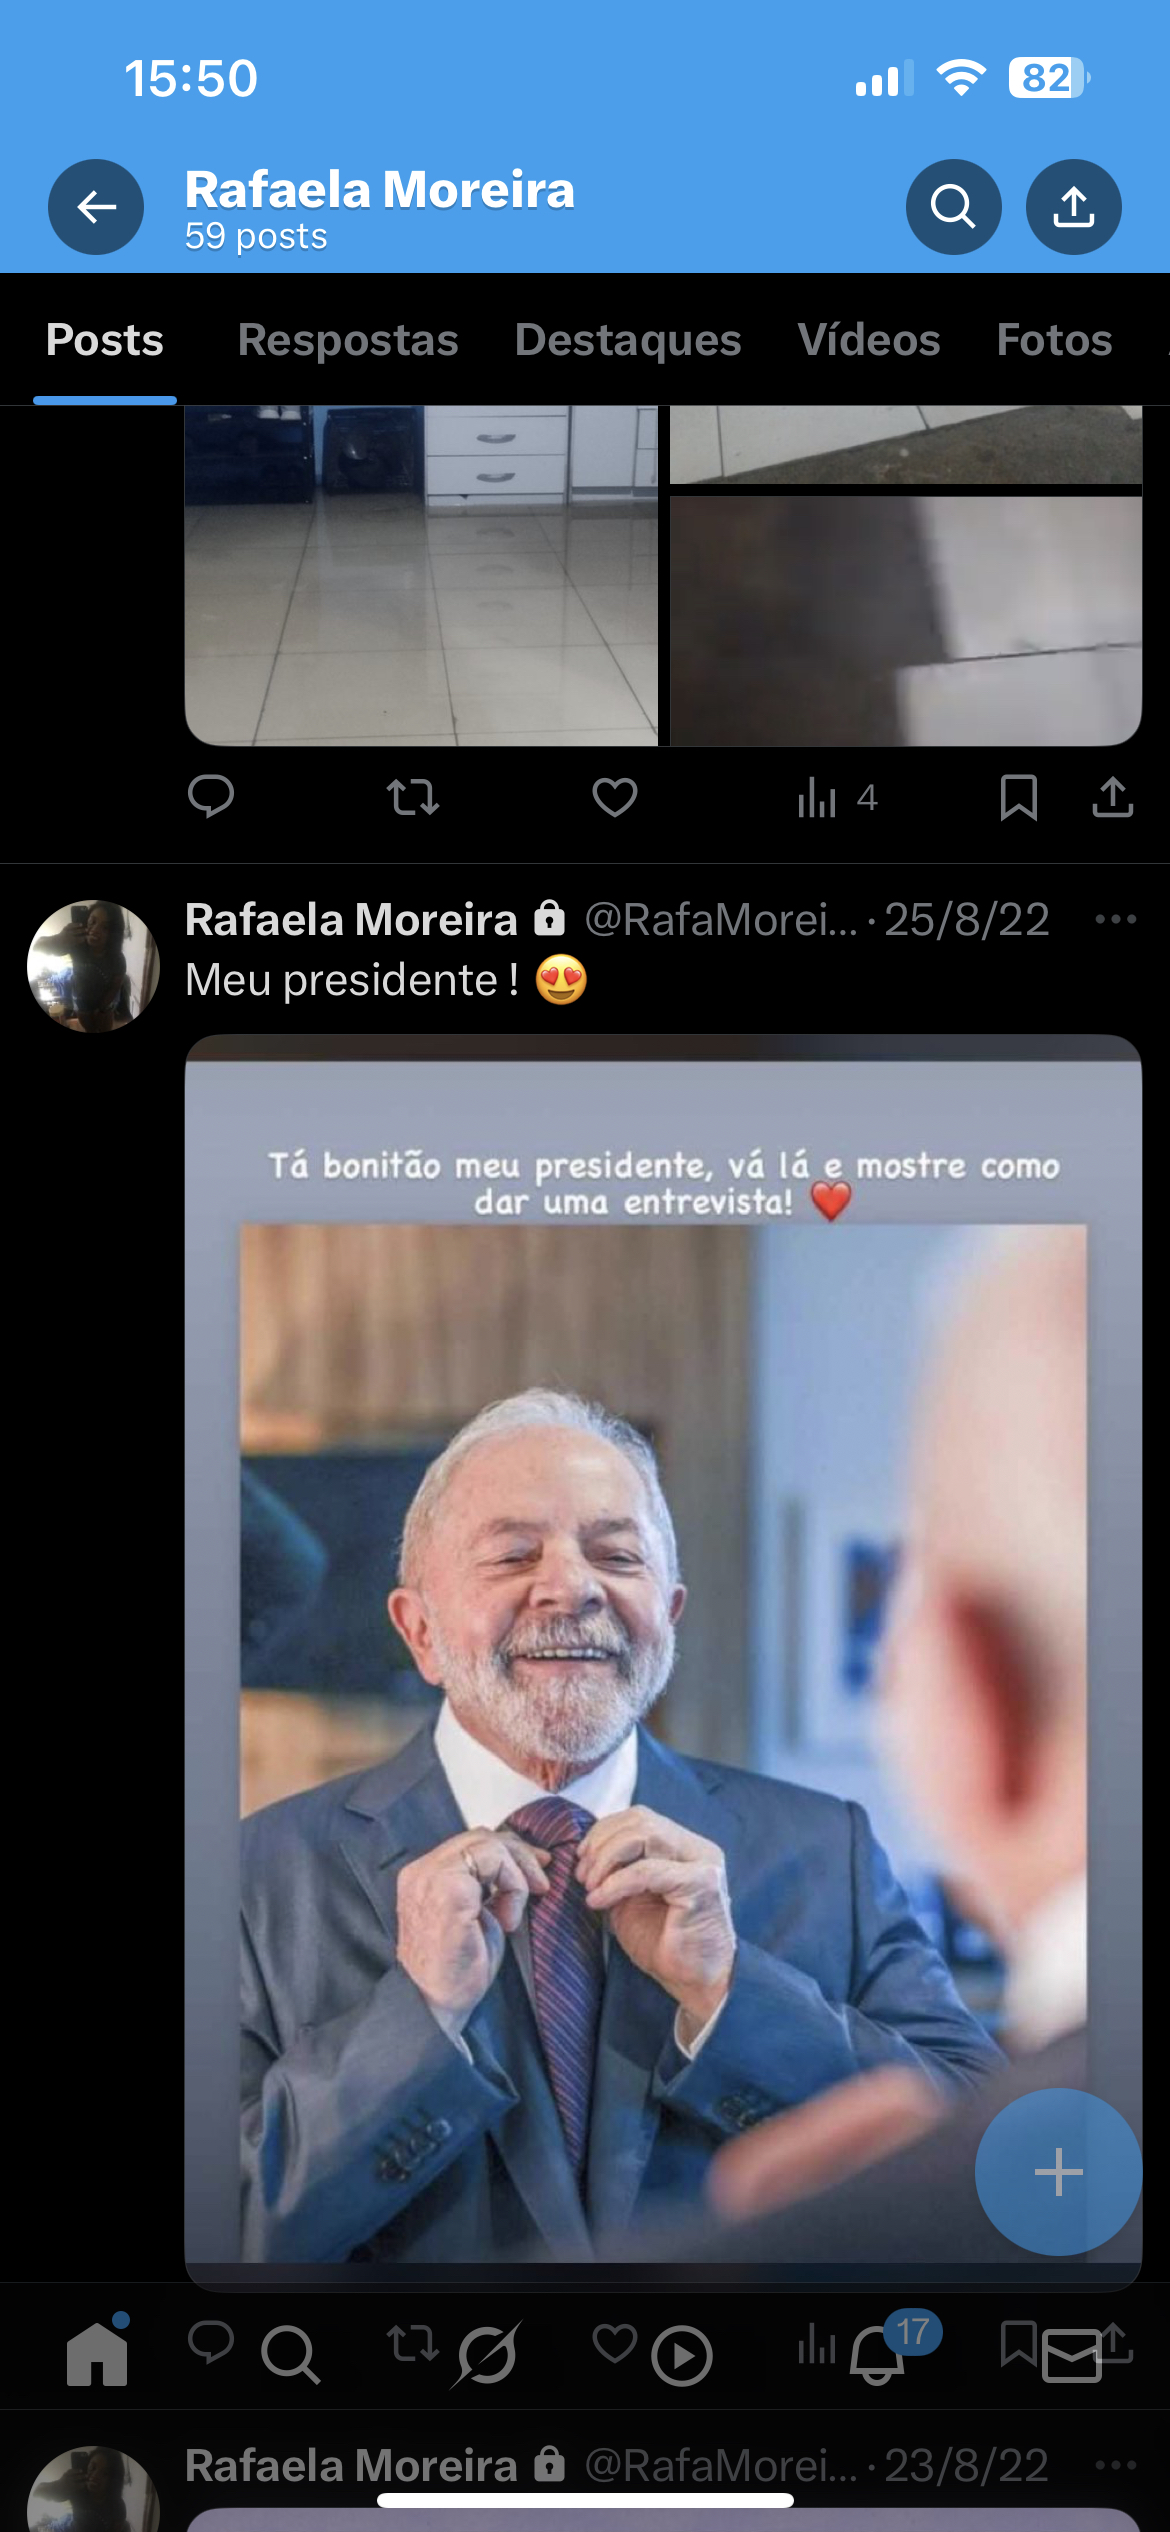 15:50
82
Rafaela Moreira
59 posts
Posts Respostas Destaques Vídeos Fotos
4
Rafaela Moreira @RafaMorei... · 25/8/22
Meu presidente ! 😍
Tá bonitão meu presidente, vá lá e mostre como
dar uma entrevista! ❤️
17
Rafaela Moreira @RafaMorei... · 23/8/22